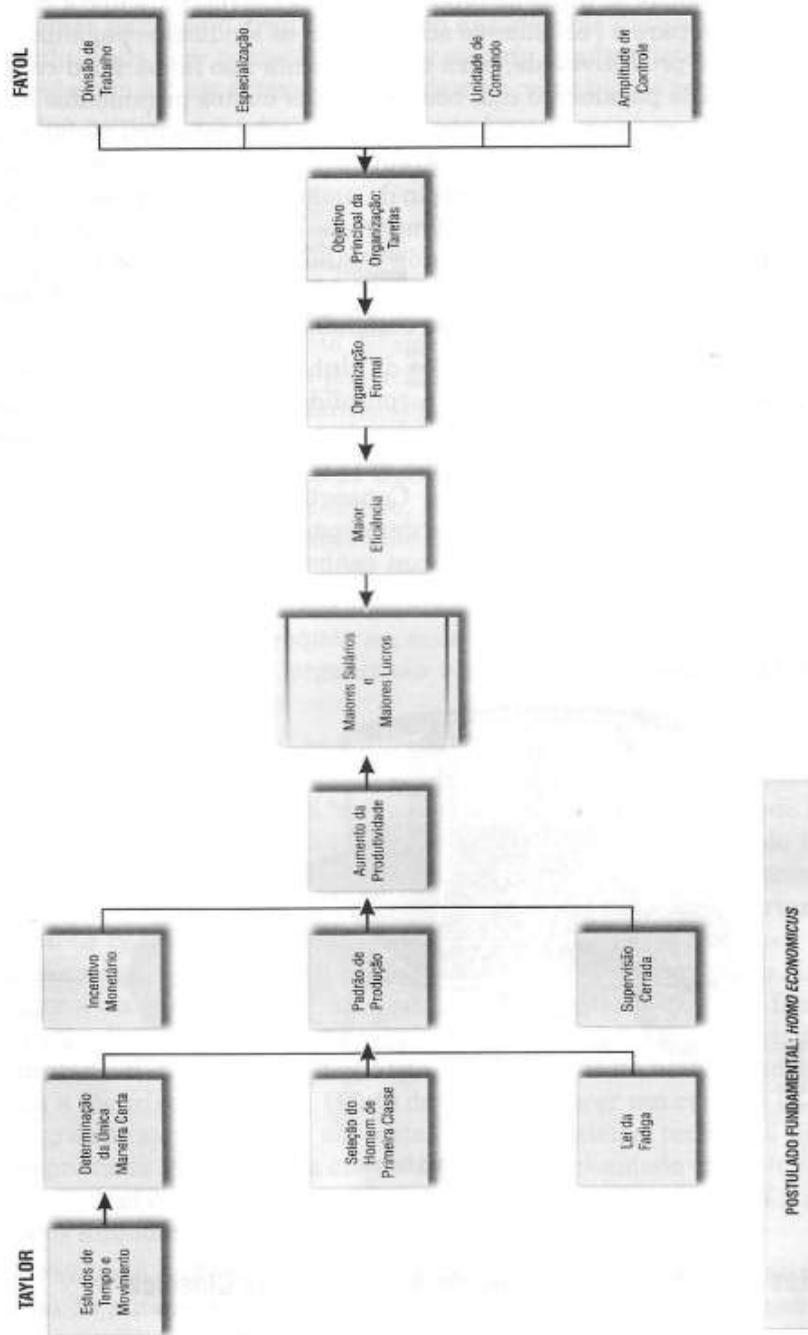 TAYLOR
Estudos de
Tempo e
Movimento
Determinação
da Única
Maneira Certa
Seleção do
Homem de
Primeira Classe
Lei da
Fadiga
Incentivo
Monetário
Padrão de
Produção
Supervisão
Cerrada
Aumento da
Produtividade
Maiores Salários
e
Maiores Lucros
Maior
Eficiência
Organização
Formal
Objetivo
Principal da
Organização:
Tarefas
FAYOL
Divisão de
Trabalho
Especialização
Unidade de
Comando
Amplitude de
Controle
POSTULADO FUNDAMENTAL: HOMO ECONOMICUS